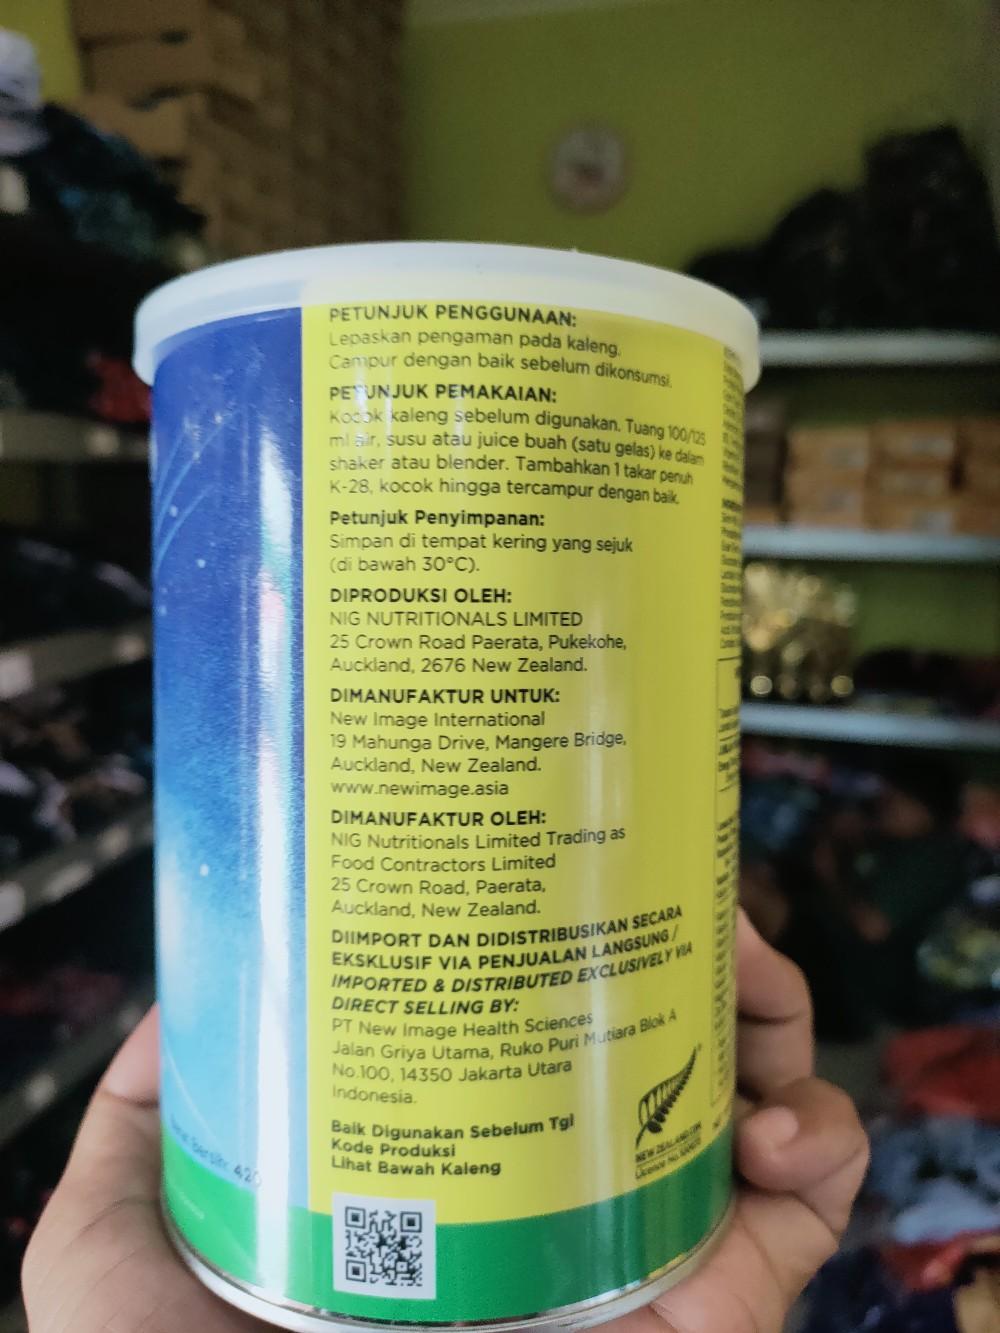 PETUNJUK PENGGUNAAN:
Lepaskan pengaman pada kaleng.
Campur dengan baik sebelum dikonsumsi.
PETUNJUK PEMAKAIAN:
Kocok kaleng sebelum digunakan. Tuang 100/125
ml air, susu atau juice buah (satu gelas) ke dalam
shaker atau blender. Tambahkan 1 takar penuh
K-28, kocok hingga tercampur dengan baik.
Petunjuk Penyimpanan:
Simpan di tempat kering yang sejuk
(di bawah 30°C).
DIPRODUKSI OLEH:
NIG NUTRITIONALS LIMITED
25 Crown Road Paerata, Pukekohe,
Auckland, 2676 New Zealand.
DIMANUFAKTUR UNTUK:
New Image International
19 Mahunga Drive, Mangere Bridge,
Auckland, New Zealand.
www.newimage.asia
DIMANUFAKTUR OLEH:
NIG Nutritionals Limited Trading as
Food Contractors Limited
25 Crown Road, Paerata,
Auckland, New Zealand.
DIIMPORT DAN DIDISTRIBUSIKAN SECARA
EKSKLUSIF VIA PENJUALAN LANGSUNG /
IMPORTED & DISTRIBUTED EXCLUSIVELY VIA
DIRECT SELLING BY:
PT New Image Health Sciences
Jalan Griya Utama, Ruko Puri Mutiara Blok A
No.100, 14350 Jakarta Utara
Indonesia.
Baik Digunakan Sebelum Tgl
Kode Produksi
Lihat Bawah Kaleng
Bersih: 420
NEW ZEALAND
Licence No.